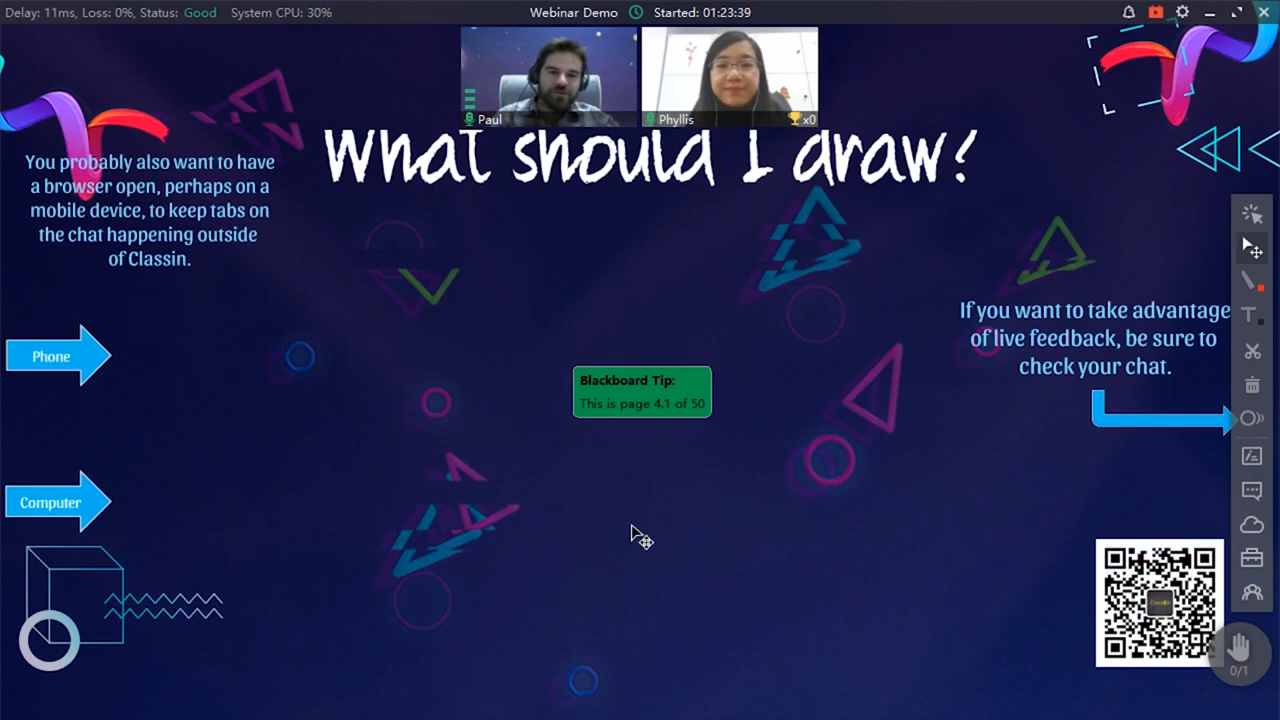 Delay: 11ms, Loss: 0%, Status: Good System CPU: 30%
Webinar Demo Started: 01:23:39
Paul
Phyllis
x0
What should I draw?
You probably also want to have
a browser open, perhaps on a
mobile device, to keep tabs on
the chat happening outside
of Classin.
If you want to take advantage
of live feedback, be sure to
check your chat.
Phone
Blackboard Tip:
This is page 4.1 of 50
Computer
0/1